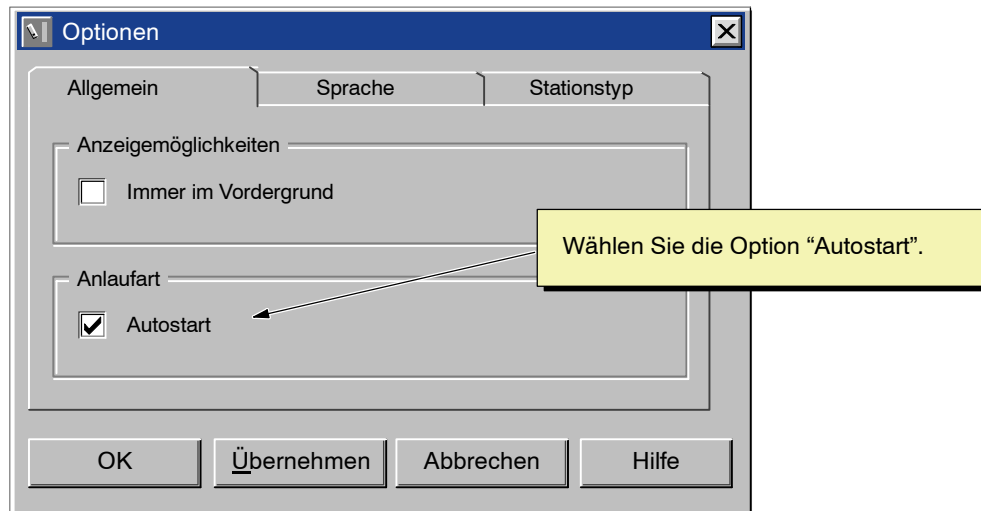 Optionen
Allgemein Sprache Stationstyp
Anzeigemöglichkeiten
Immer im Vordergrund
Wählen Sie die Option “Autostart”.
Anlaufart
Autostart
OK Übernehmen Abbrechen Hilfe